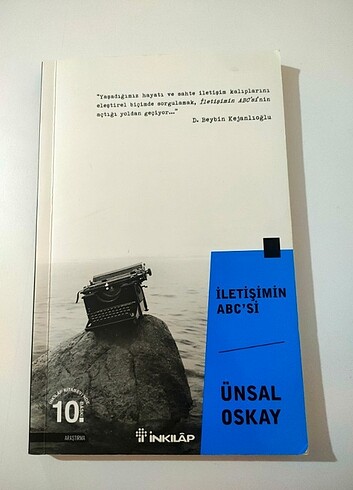 "Yaşadığımız hayatı ve sahte iletişim kalıplarını
eleştirel biçimde sorgulamak, İletişimin ABC'si'nin
açtığı yoldan geçiyor..."
D. Beybin Kejanlıoğlu
İLETİŞİMİN
ABC'Sİ
ÜNSAL
OSKAY
10.
ARAŞTIRMA
İNKILÂP